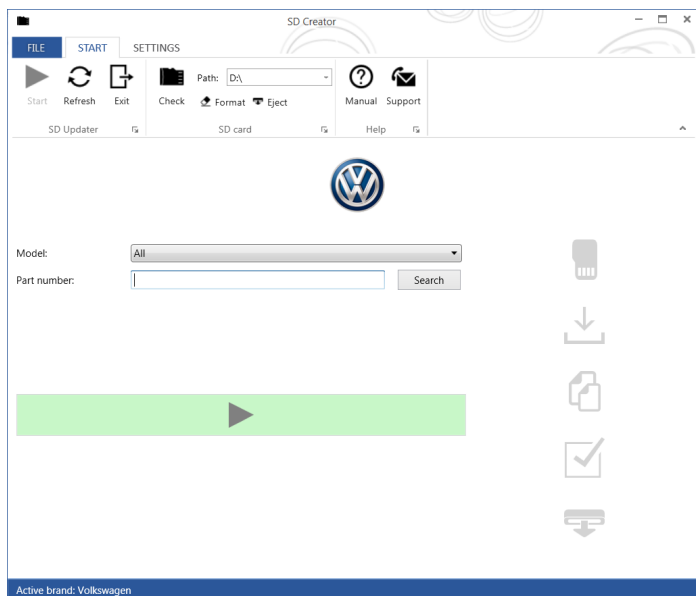 SD Creator
FILE START SETTINGS
Path: D:\
Start Refresh Exit Check Format Eject Manual Support
SD Updater SD card Help
Model: All
Part number: Search
Active brand: Volkswagen